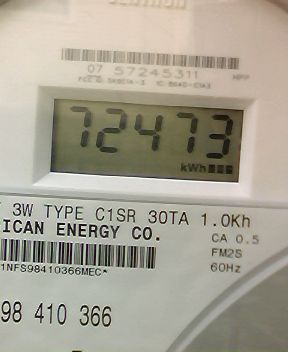 07 57245311 HPP
72473
kWh
3W TYPE C1SR 30TA 1.0Kh
ICAN ENERGY CO.
CA 0.5
FM2S
60Hz
1NFS98410366MEC*
98 410 366